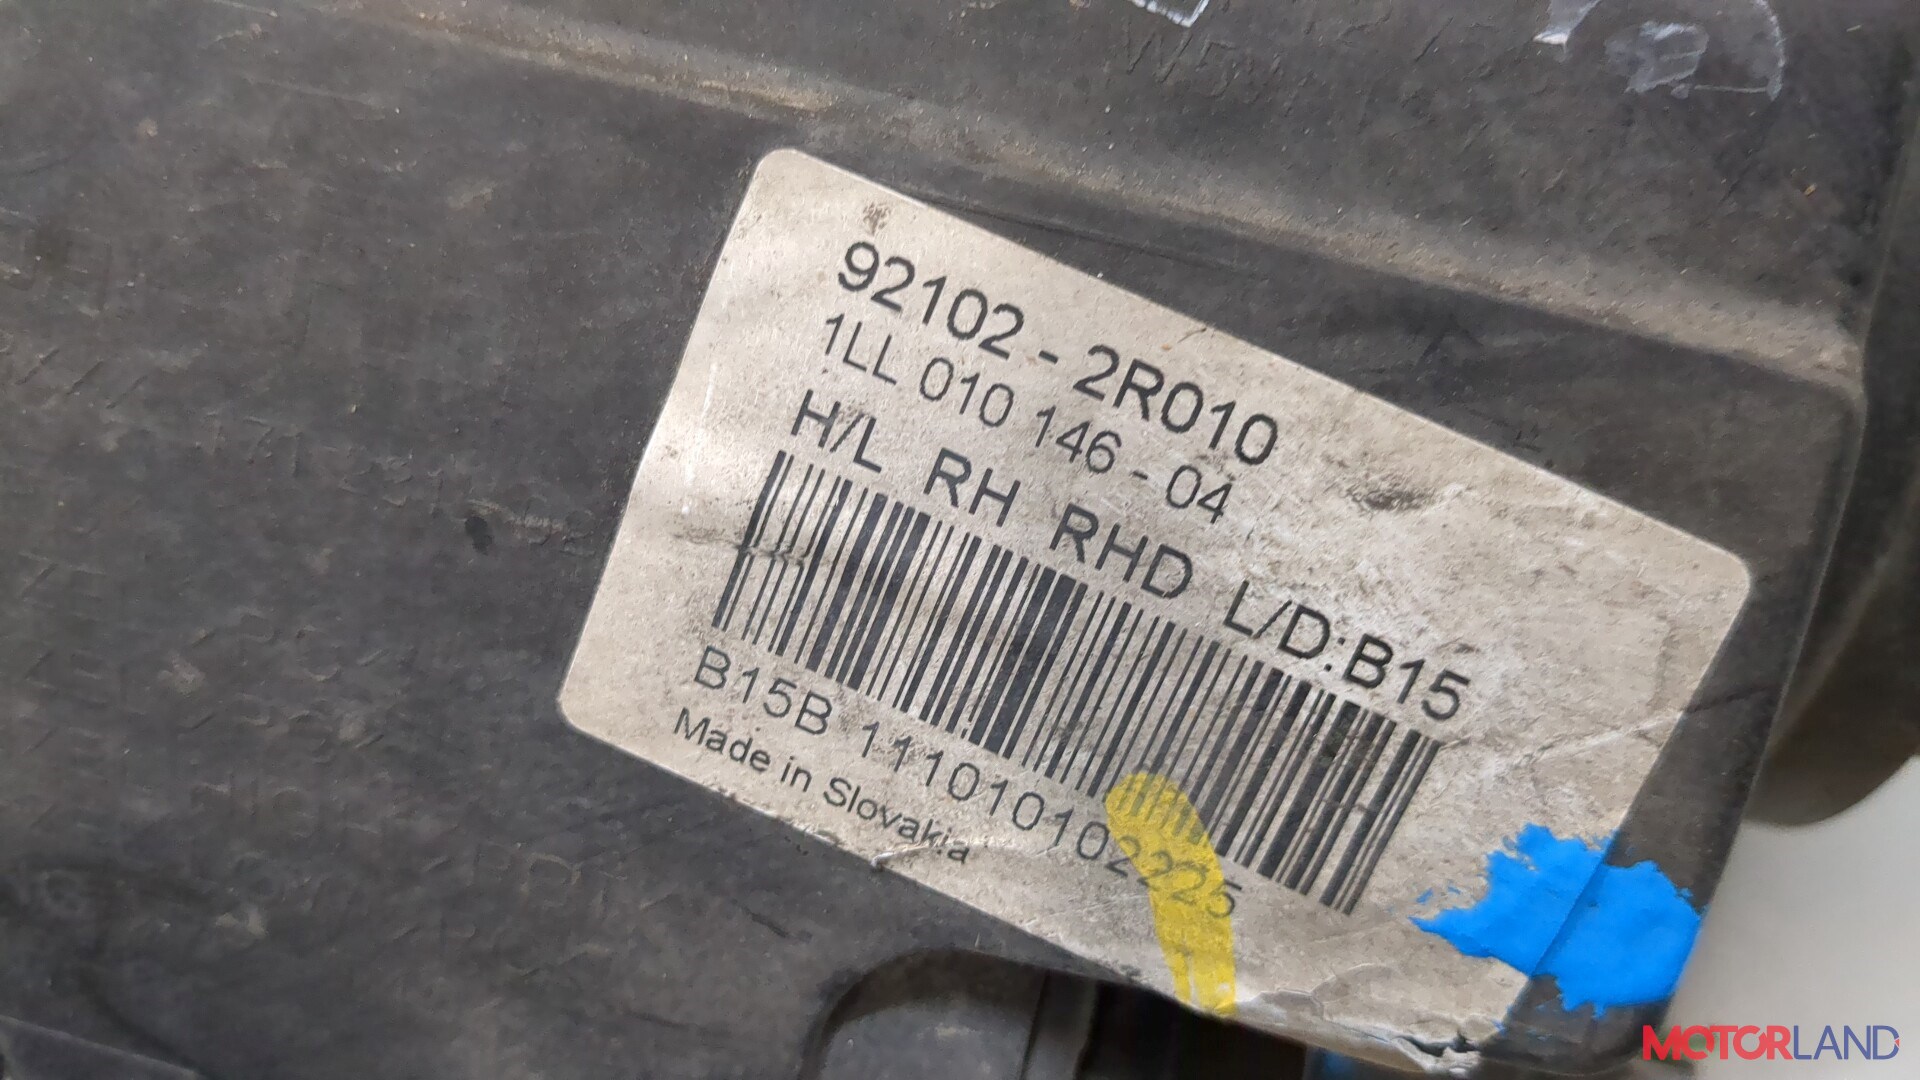 92102 - 2R010
1LL 010 146 - 04
H/L RH RHD L/D:B15
B15B 1110101022225
Made in Slovakia
MOTORLAND